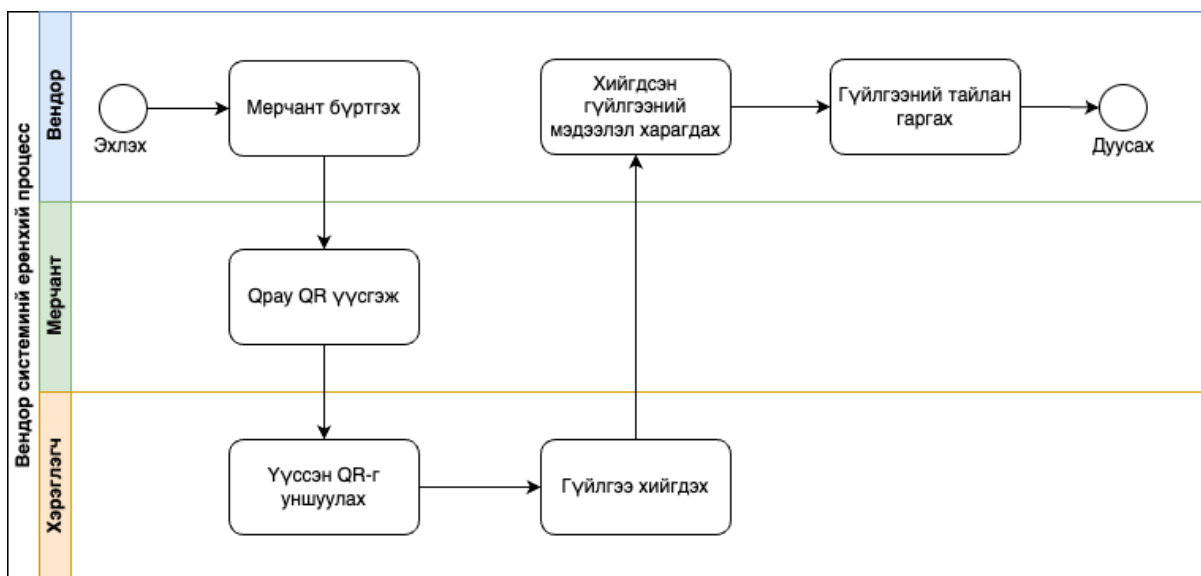 Вендор системинй ерөнхий процесс
Вендор
Эхлэх
Мерчант бүртгэх
Хийгдсэн
гүйлгээний
мэдээлэл харагдах
Гүйлгээний тайлан
гаргах
Дуусах
Мерчант
Qpay QR үүсгэж
Хэрэглэгч
Үүссэн QR-г
уншуулах
Гүйлгээ хийгдэх